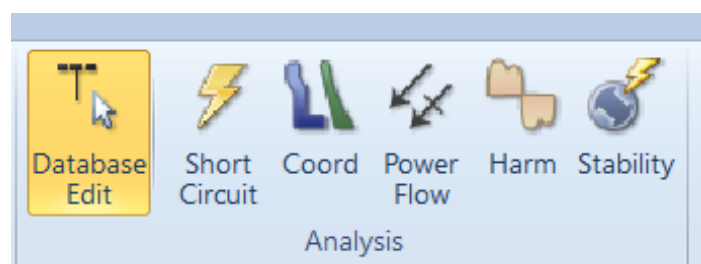 Database Edit
Short Circuit
Coord
Power Flow
Harm
Stability
Analysis